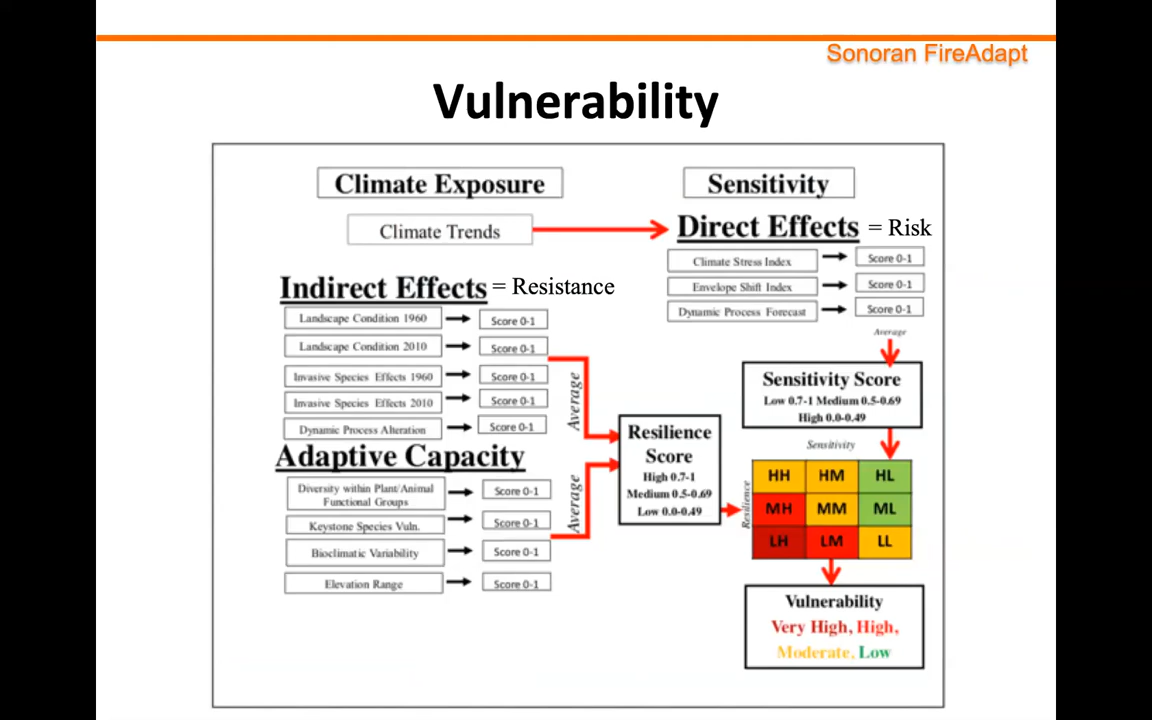 Sonoran FireAdapt
Vulnerability
Climate Exposure
Climate Trends
Indirect Effects = Resistance
Landscape Condition 1960
Score 0-1
Landscape Condition 2010
Score 0-1
Invasive Species Effects 1960
Score 0-1
Invasive Species Effects 2010
Score 0-1
Dynamic Process Alteration
Score 0-1
Average
Adaptive Capacity
Diversity within Plant/Animal
Functional Groups
Score 0-1
Keystone Species Vuln.
Score 0-1
Bioclimatic Variability
Score 0-1
Elevation Range
Score 0-1
Average
Resilience
Score
High 0.7-1
Medium 0.5-0.69
Low 0.0-0.49
Sensitivity
Direct Effects = Risk
Climate Stress Index
Score 0-1
Envelope Shift Index
Score 0-1
Dynamic Process Forecast
Score 0-1
Average
Sensitivity Score
Low 0.7-1 Medium 0.5-0.69
High 0.0-0.49
Sensitivity
Resilience
HH HM HL
MH MM ML
LH LM LL
Vulnerability
Very High, High,
Moderate, Low